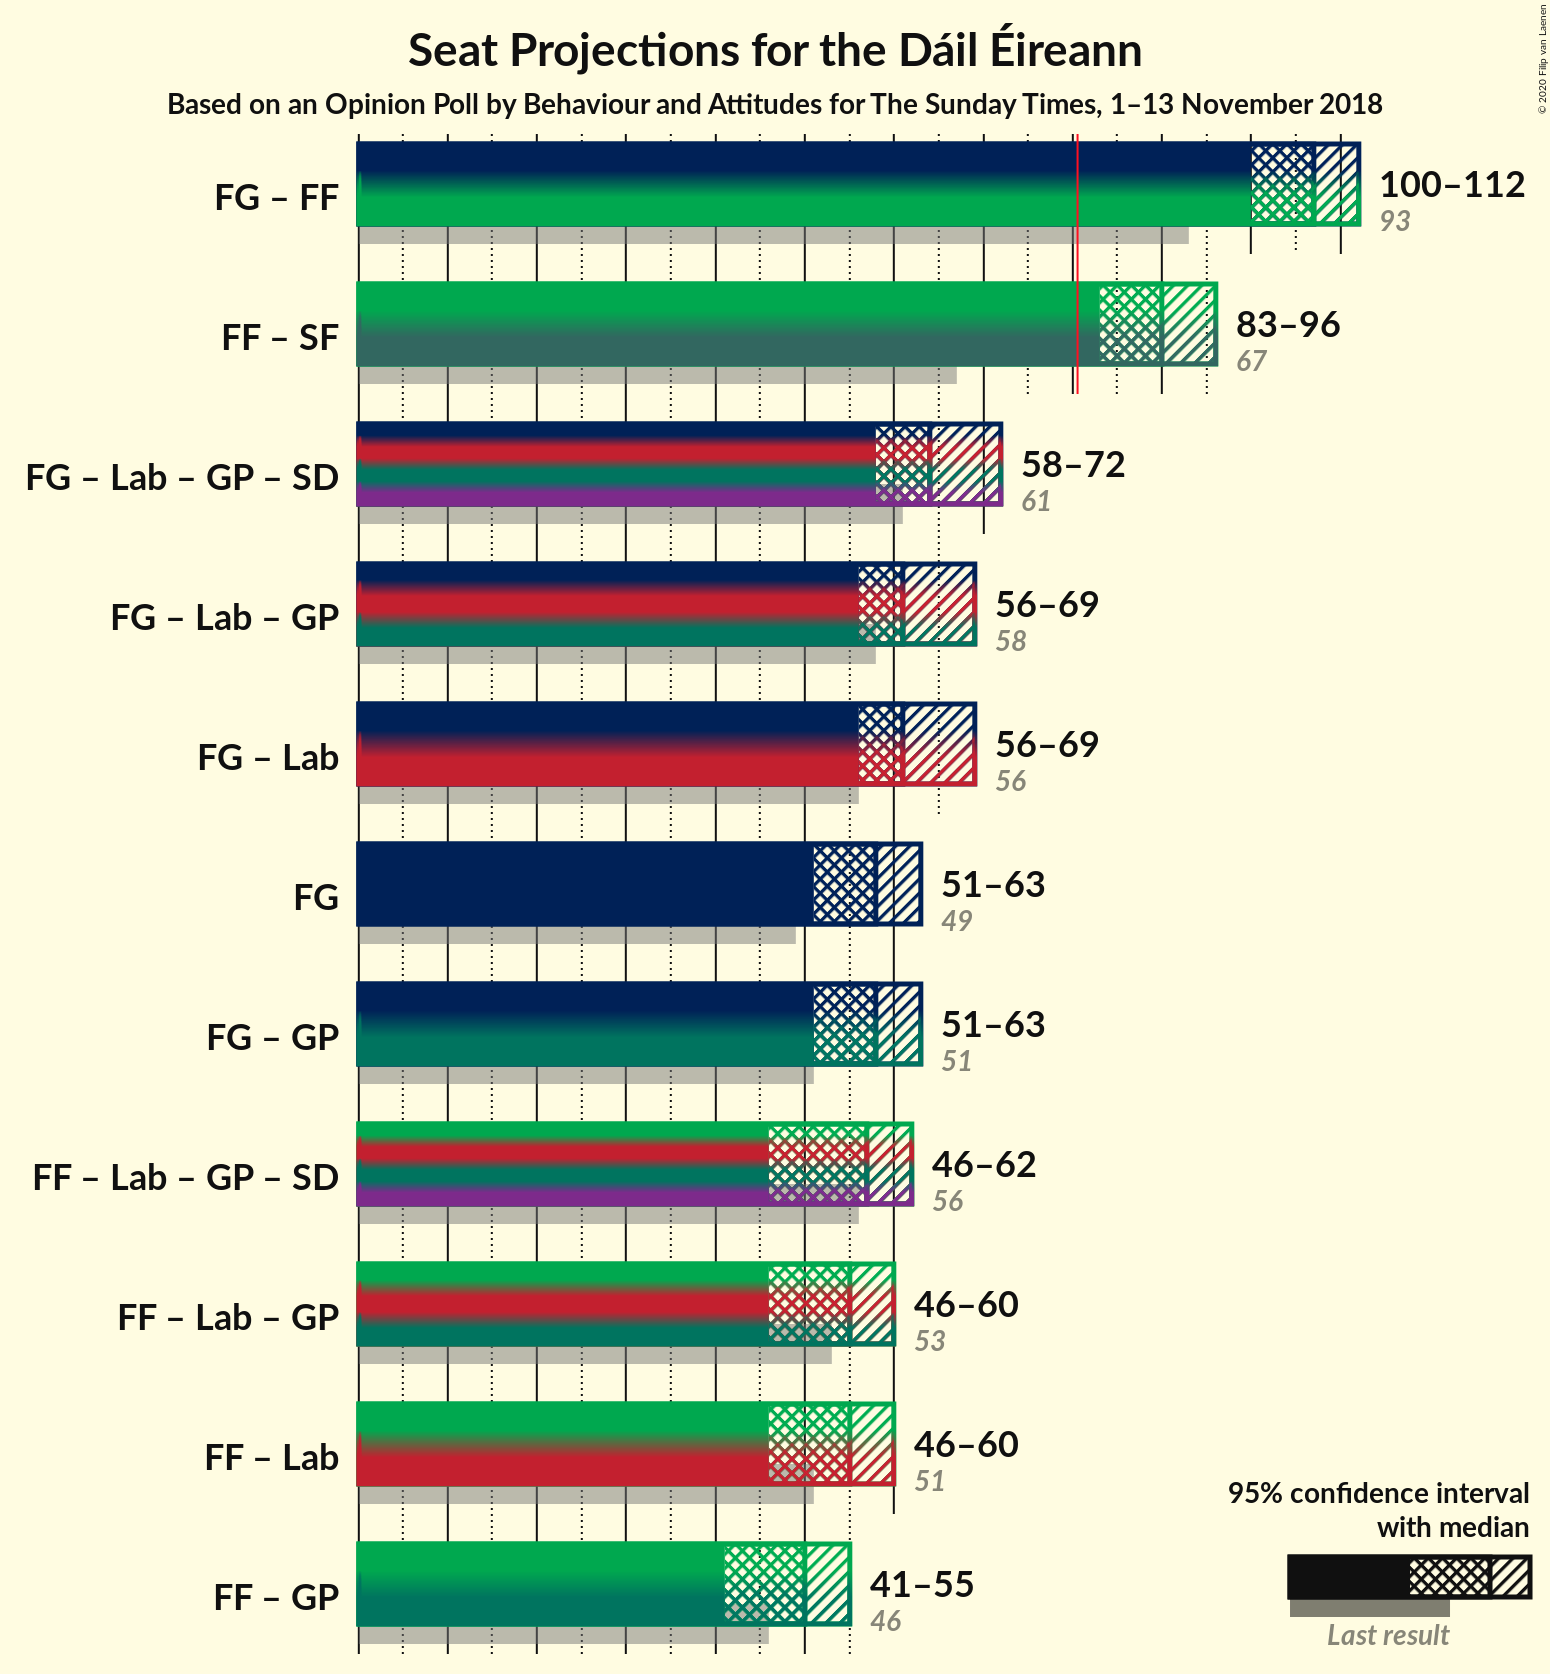 Seat Projections for the Dáil Éireann
Based on an Opinion Poll by Behaviour and Attitudes for The Sunday Times, 1–13 November 2018
© 2020 Filip van Laenen
FG – FF
100–112
93
FF – SF
83–96
67
FG – Lab – GP – SD
58–72
61
FG – Lab – GP
56–69
58
FG – Lab
56–69
56
FG
51–63
49
FG – GP
51–63
51
FF – Lab – GP – SD
46–62
56
FF – Lab – GP
46–60
53
FF – Lab
46–60
51
FF – GP
41–55
46
95% confidence interval
with median
Last result